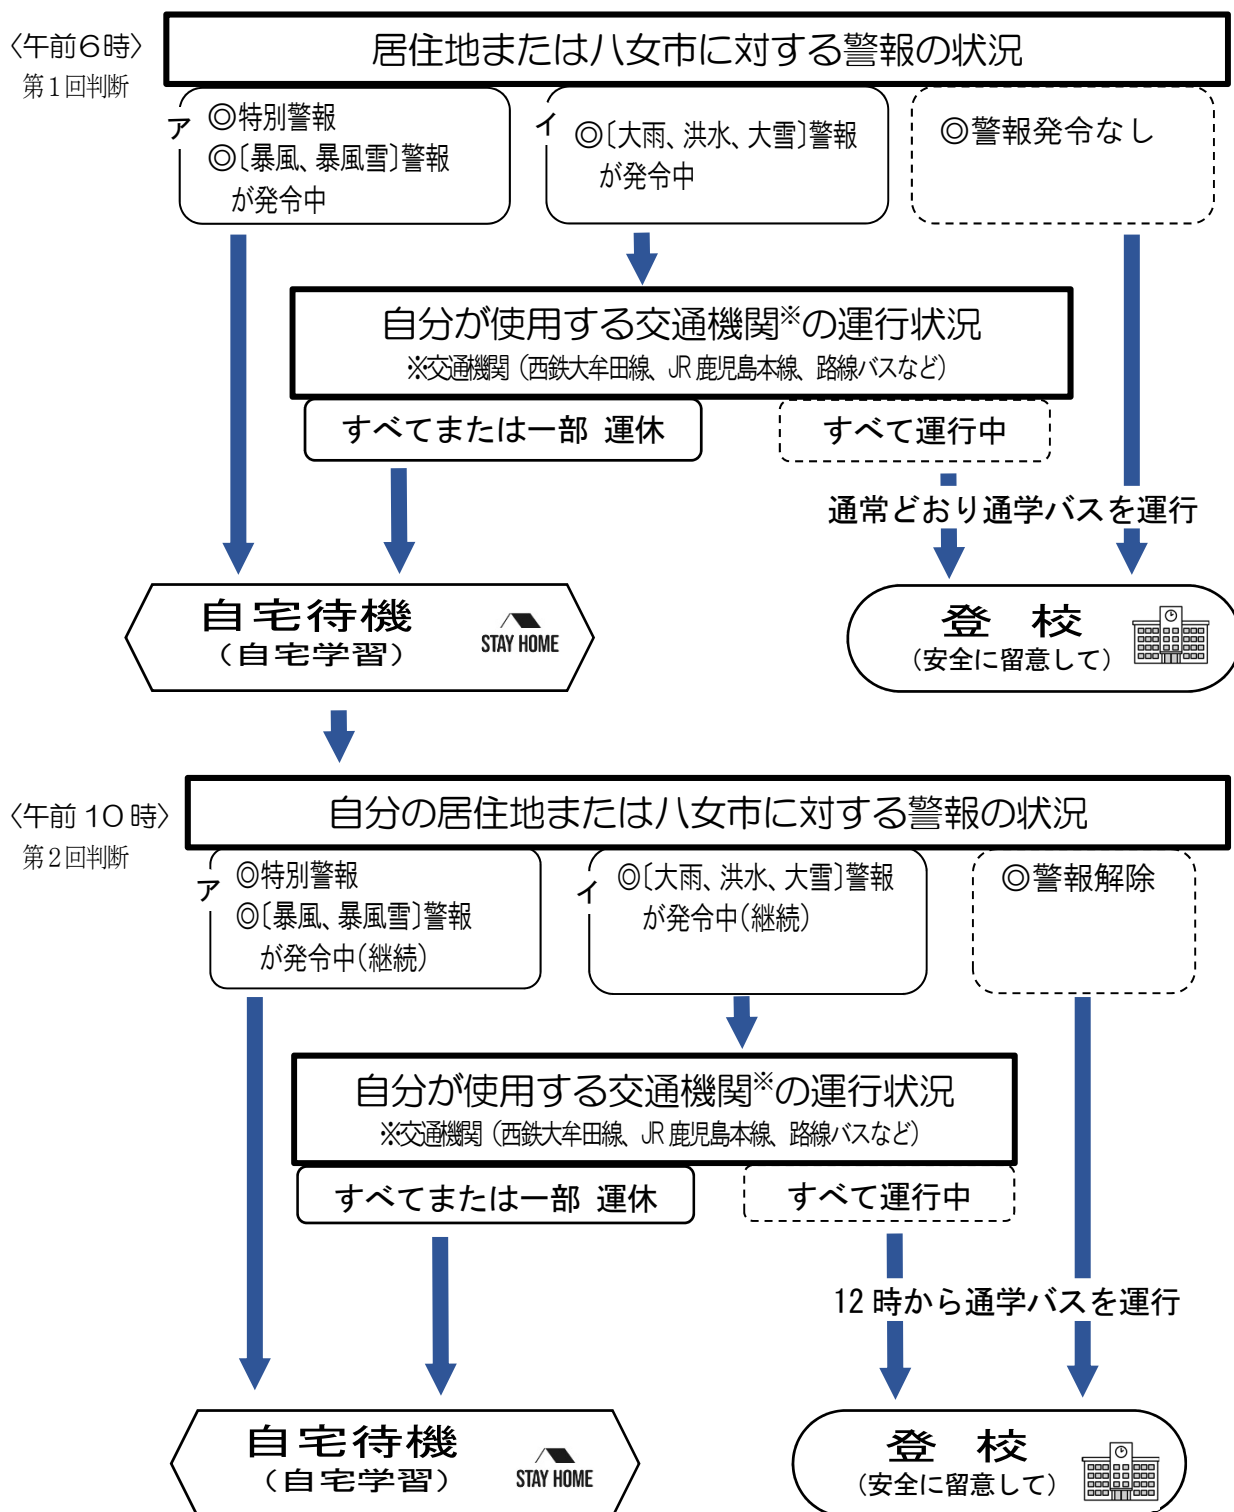 〈午前6時〉
第1回判断
居住地または八女市に対する警報の状況
ア
◎特別警報
◎〔暴風、暴風雪〕警報
が発令中
イ
◎〔大雨、洪水、大雪〕警報
が発令中
◎警報発令なし
自分が使用する交通機関※の運行状況
※交通機関（西鉄大牟田線、JR鹿児島本線、路線バスなど）
すべてまたは一部 運休
すべて運行中
通常どおり通学バスを運行
自宅待機
（自宅学習）
STAY HOME
登 校
（安全に留意して）
〈午前10時〉
第2回判断
自分の居住地または八女市に対する警報の状況
ア
◎特別警報
◎〔暴風、暴風雪〕警報
が発令中（継続）
イ
◎〔大雨、洪水、大雪〕警報
が発令中（継続）
◎警報解除
自分が使用する交通機関※の運行状況
※交通機関（西鉄大牟田線、JR鹿児島本線、路線バスなど）
すべてまたは一部 運休
すべて運行中
12時から通学バスを運行
自宅待機
（自宅学習）
STAY HOME
登 校
（安全に留意して）